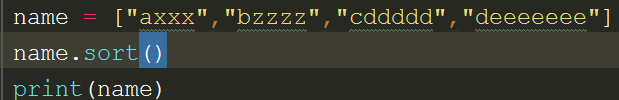 name = ["axxx","bzzzz","cddddd","deeeeeee"]
name.sort()
print(name)